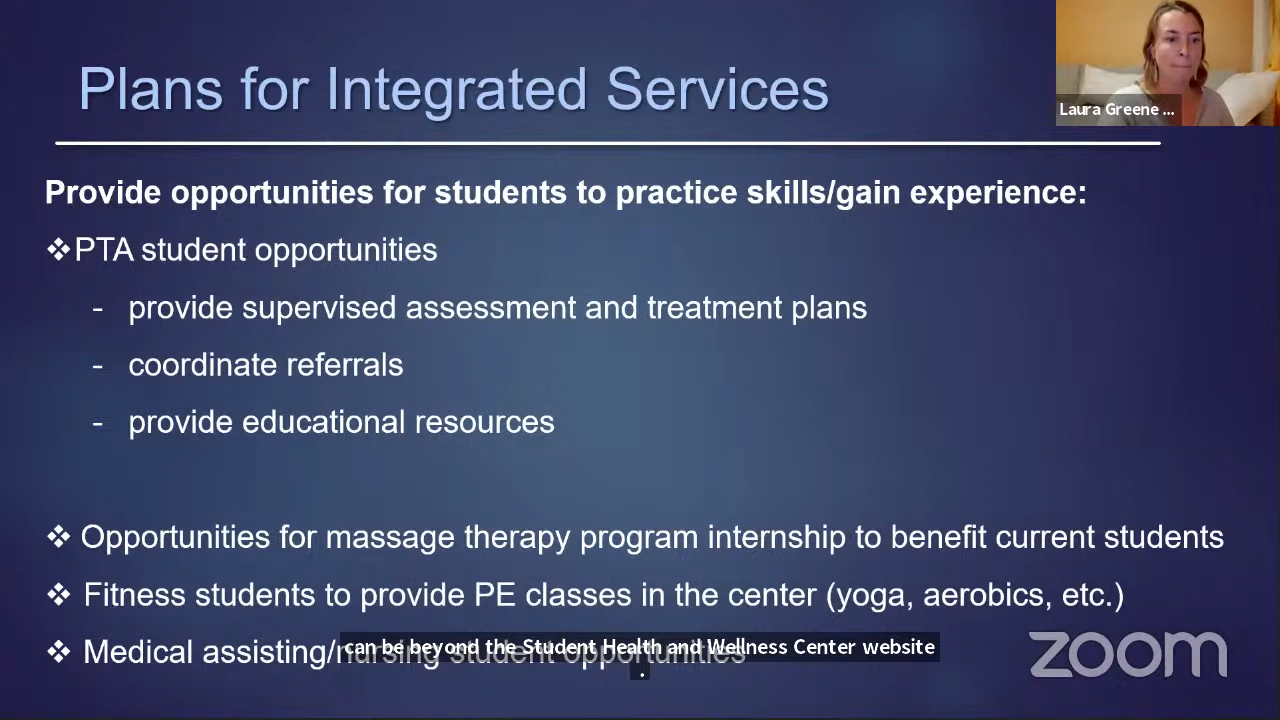 Plans for Integrated Services
Laura Greene ...
Provide opportunities for students to practice skills/gain experience:
❖PTA student opportunities
- provide supervised assessment and treatment plans
- coordinate referrals
- provide educational resources
❖ Opportunities for massage therapy program internship to benefit current students
❖ Fitness students to provide PE classes in the center (yoga, aerobics, etc.)
❖ Medical assisting/nursing student opportunities
can be beyond the Student Health and Wellness Center website
.
zoom